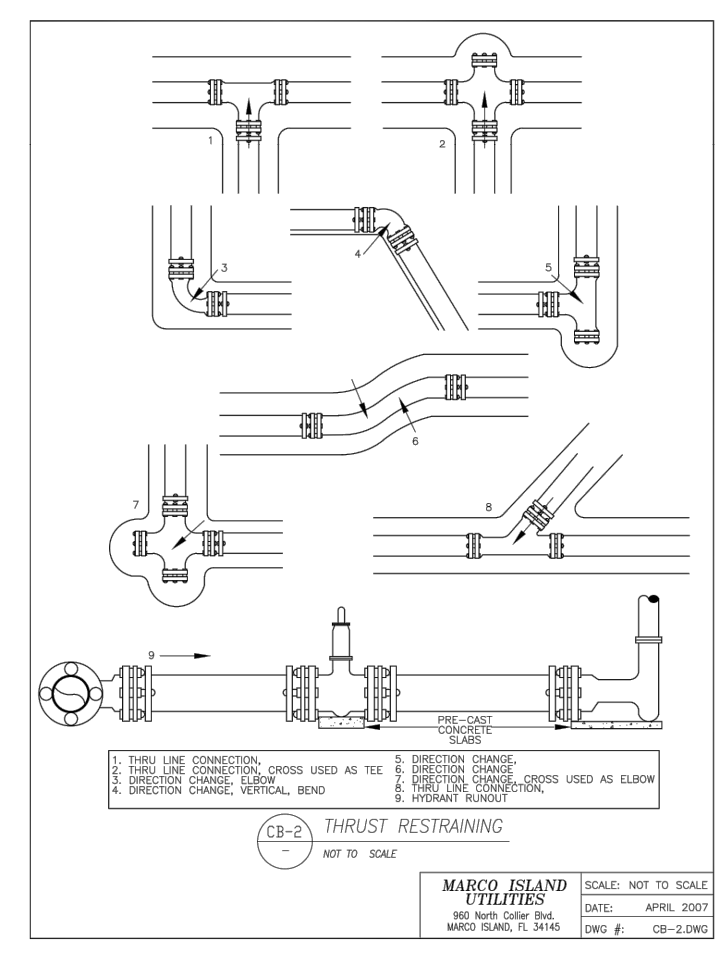 1
2
3
4
5
6
7
8
9
PRE-CAST
CONCRETE
SLABS
1. THRU LINE CONNECTION,
2. THRU LINE CONNECTION, CROSS USED AS TEE
3. DIRECTION CHANGE, ELBOW
4. DIRECTION CHANGE, VERTICAL, BEND
5. DIRECTION CHANGE,
6. DIRECTION CHANGE
7. DIRECTION CHANGE, CROSS USED AS ELBOW
8. THRU LINE CONNECTION,
9. HYDRANT RUNOUT
CB-2
-
THRUST RESTRAINING
NOT TO SCALE
MARCO ISLAND
UTILITIES
960 North Collier Blvd.
MARCO ISLAND, FL 34145
SCALE: NOT TO SCALE
DATE: APRIL 2007
DWG #: CB-2.DWG